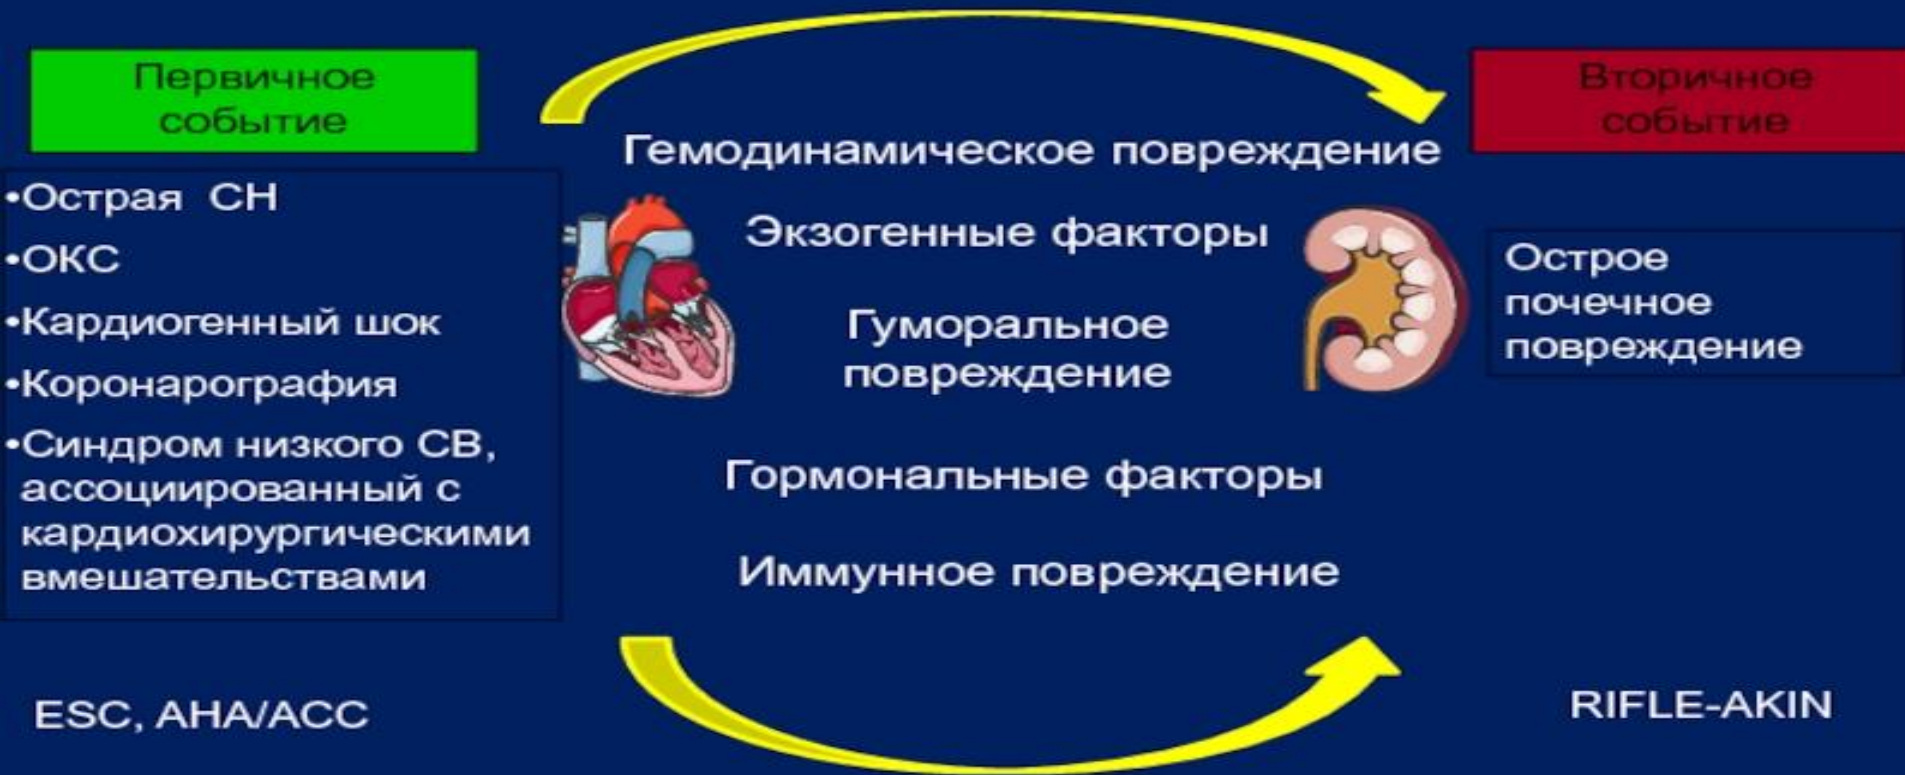 Первичное
событие
•Острая СН
•ОКС
•Кардиогенный шок
•Коронарография
•Синдром низкого СВ,
ассоциированный с
кардиохирургическими
вмешательствами
ESC, AHA/ACC
Гемодинамическое повреждение
Экзогенные факторы
Гуморальное
повреждение
Гормональные факторы
Иммунное повреждение
Вторичное
событие
Острое
почечное
повреждение
RIFLE-AKIN